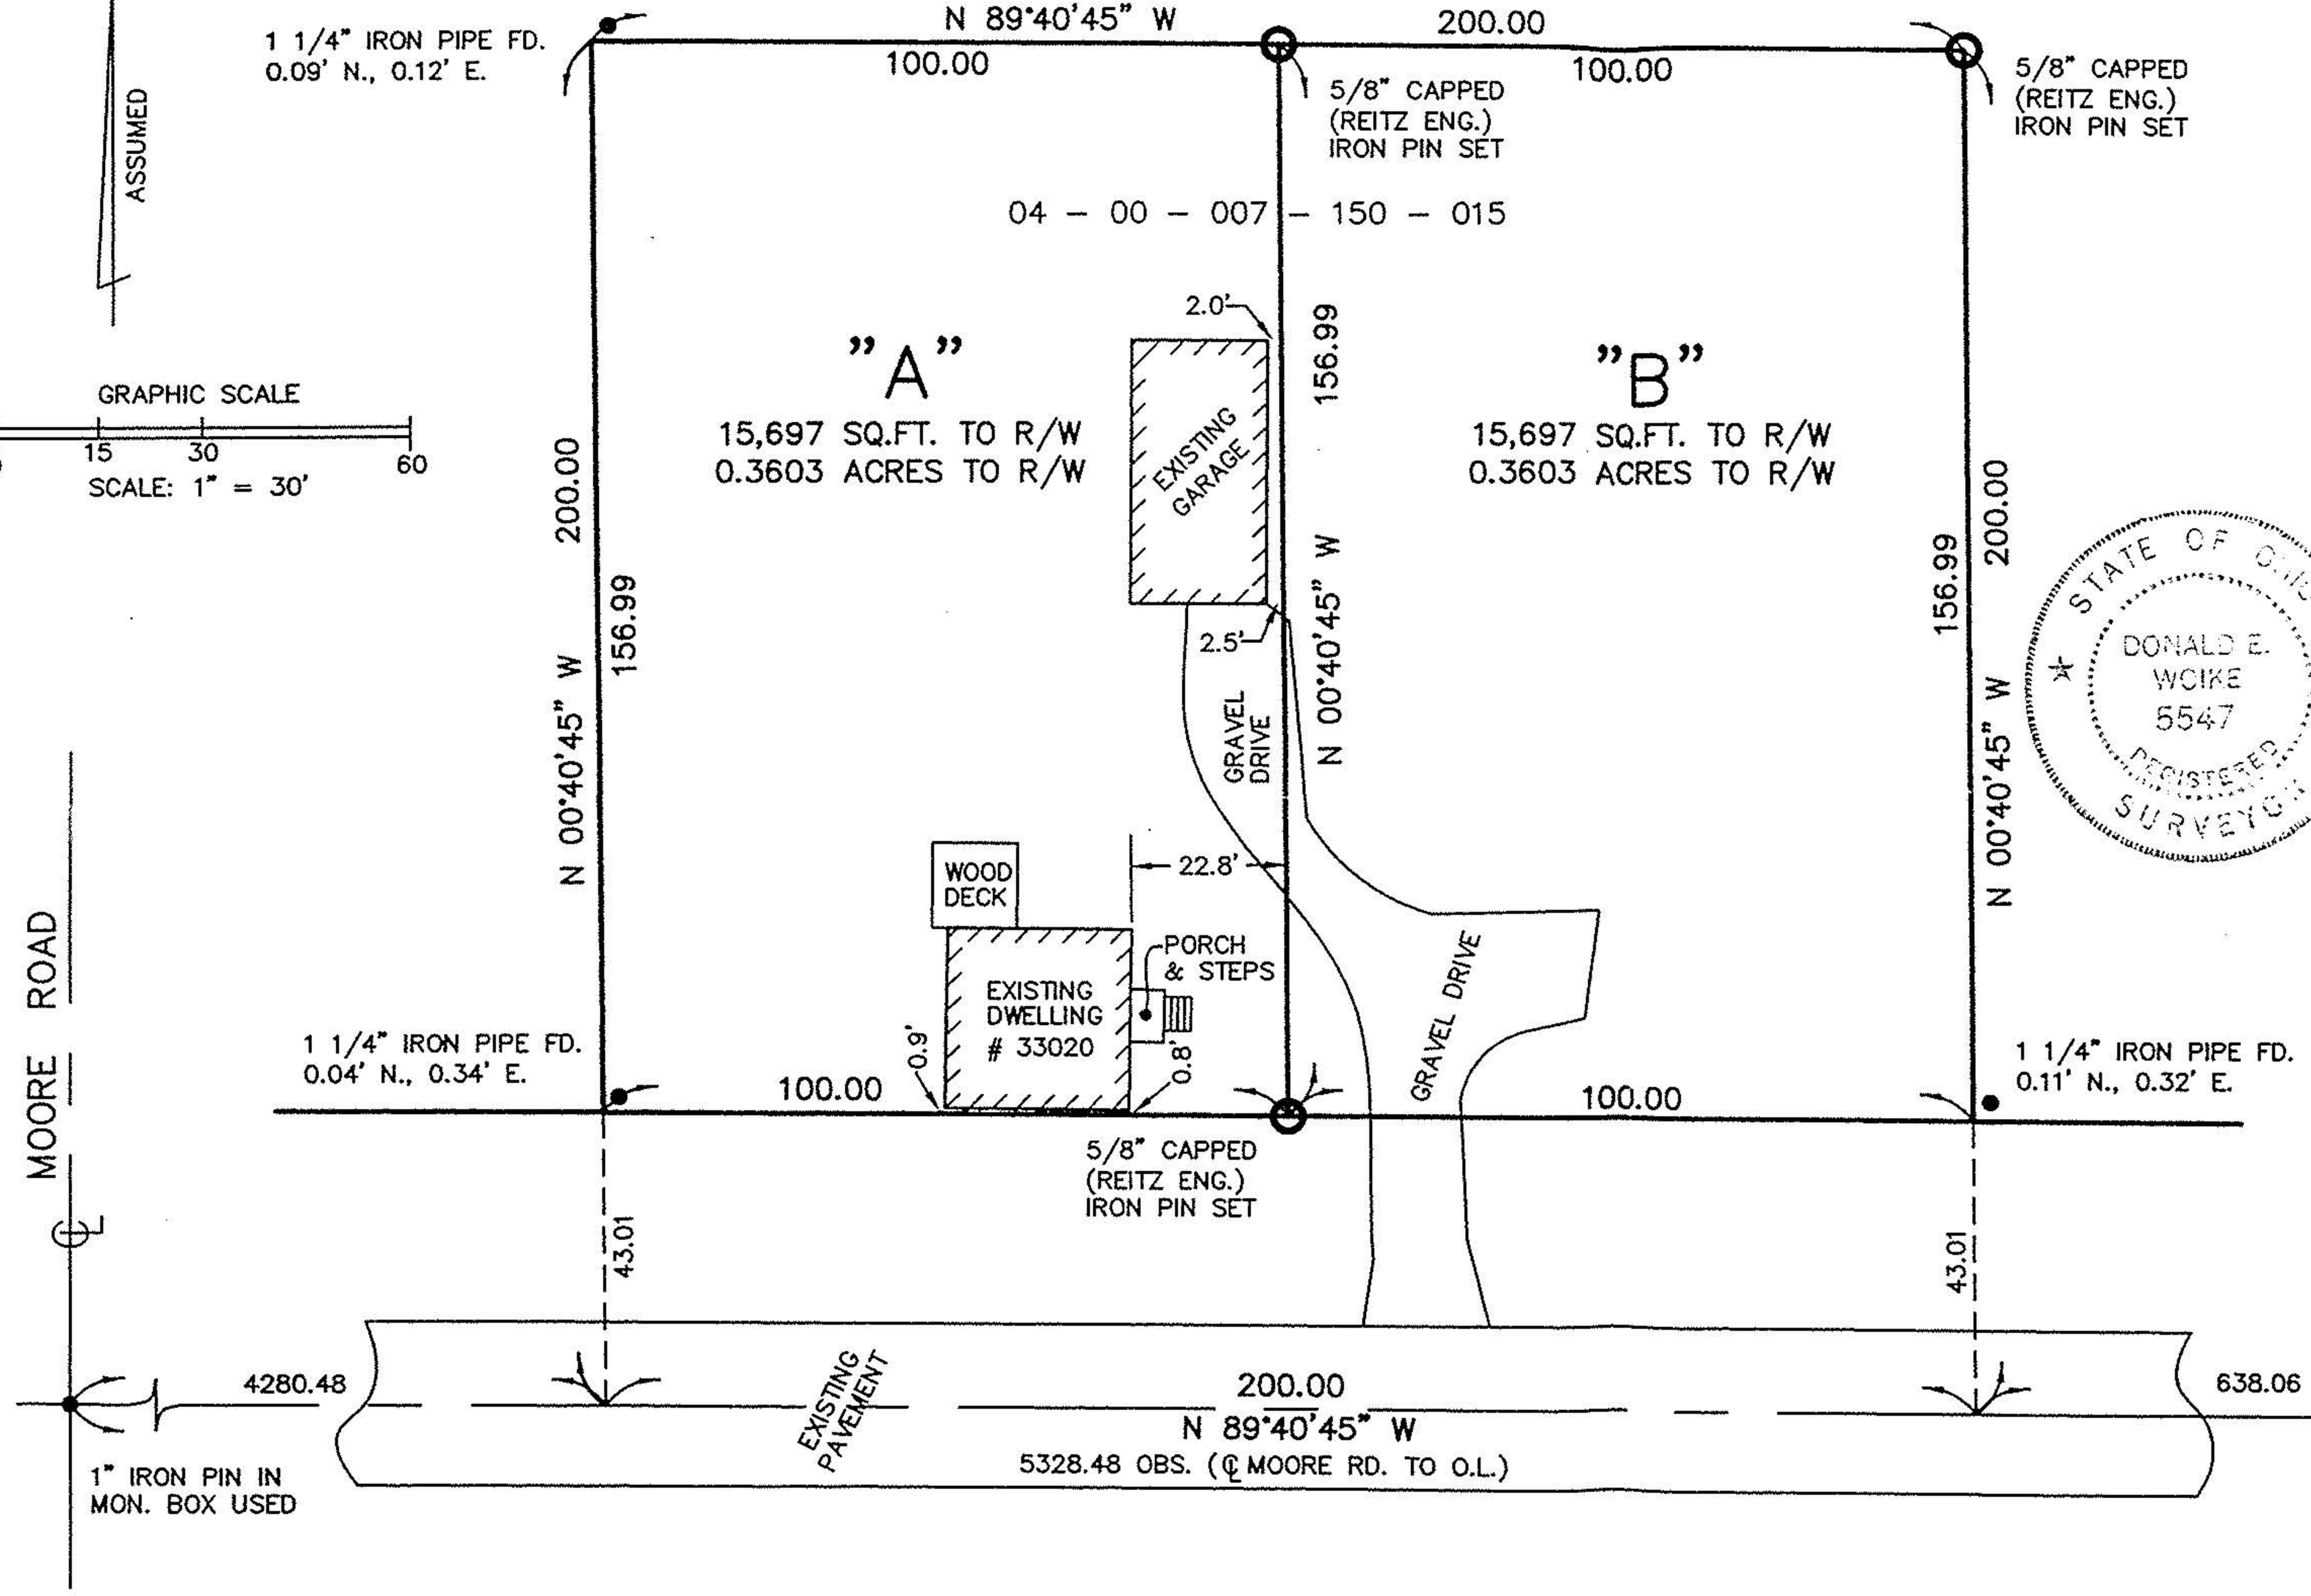 N 89°40'45" W
200.00
1 1/4" IRON PIPE FD.
0.09' N., 0.12' E.
100.00
100.00
5/8" CAPPED
(REITZ ENG.)
IRON PIN SET
5/8" CAPPED
(REITZ ENG.)
IRON PIN SET
ASSUMED
04 - 00 - 007 - 150 - 015
2.0'
"A"
15,697 SQ.FT. TO R/W
0.3603 ACRES TO R/W
EXISTING
GARAGE
156.99
"B"
15,697 SQ.FT. TO R/W
0.3603 ACRES TO R/W
GRAPHIC SCALE
15
30
60
SCALE: 1" = 30'
N 00°40'45" W 200.00
156.99
2.5'
N 00°40'45" W
156.99
N 00°40'45" W 200.00
STATE OF
DONALD E.
WOIKE
5547
REGISTERED
SURVEYOR
GRAVEL
DRIVE
WOOD
DECK
22.8'
PORCH
& STEPS
EXISTING
DWELLING
# 33020
0.9'
0.8'
GRAVEL DRIVE
MOORE ROAD
1 1/4" IRON PIPE FD.
0.04' N., 0.34' E.
100.00
100.00
1 1/4" IRON PIPE FD.
0.11' N., 0.32' E.
5/8" CAPPED
(REITZ ENG.)
IRON PIN SET
43.01
43.01
4280.48
EXISTING
PAVEMENT
200.00
N 89°40'45" W
5328.48 OBS. (℄ MOORE RD. TO O.L.)
638.06
1" IRON PIN IN
MON. BOX USED